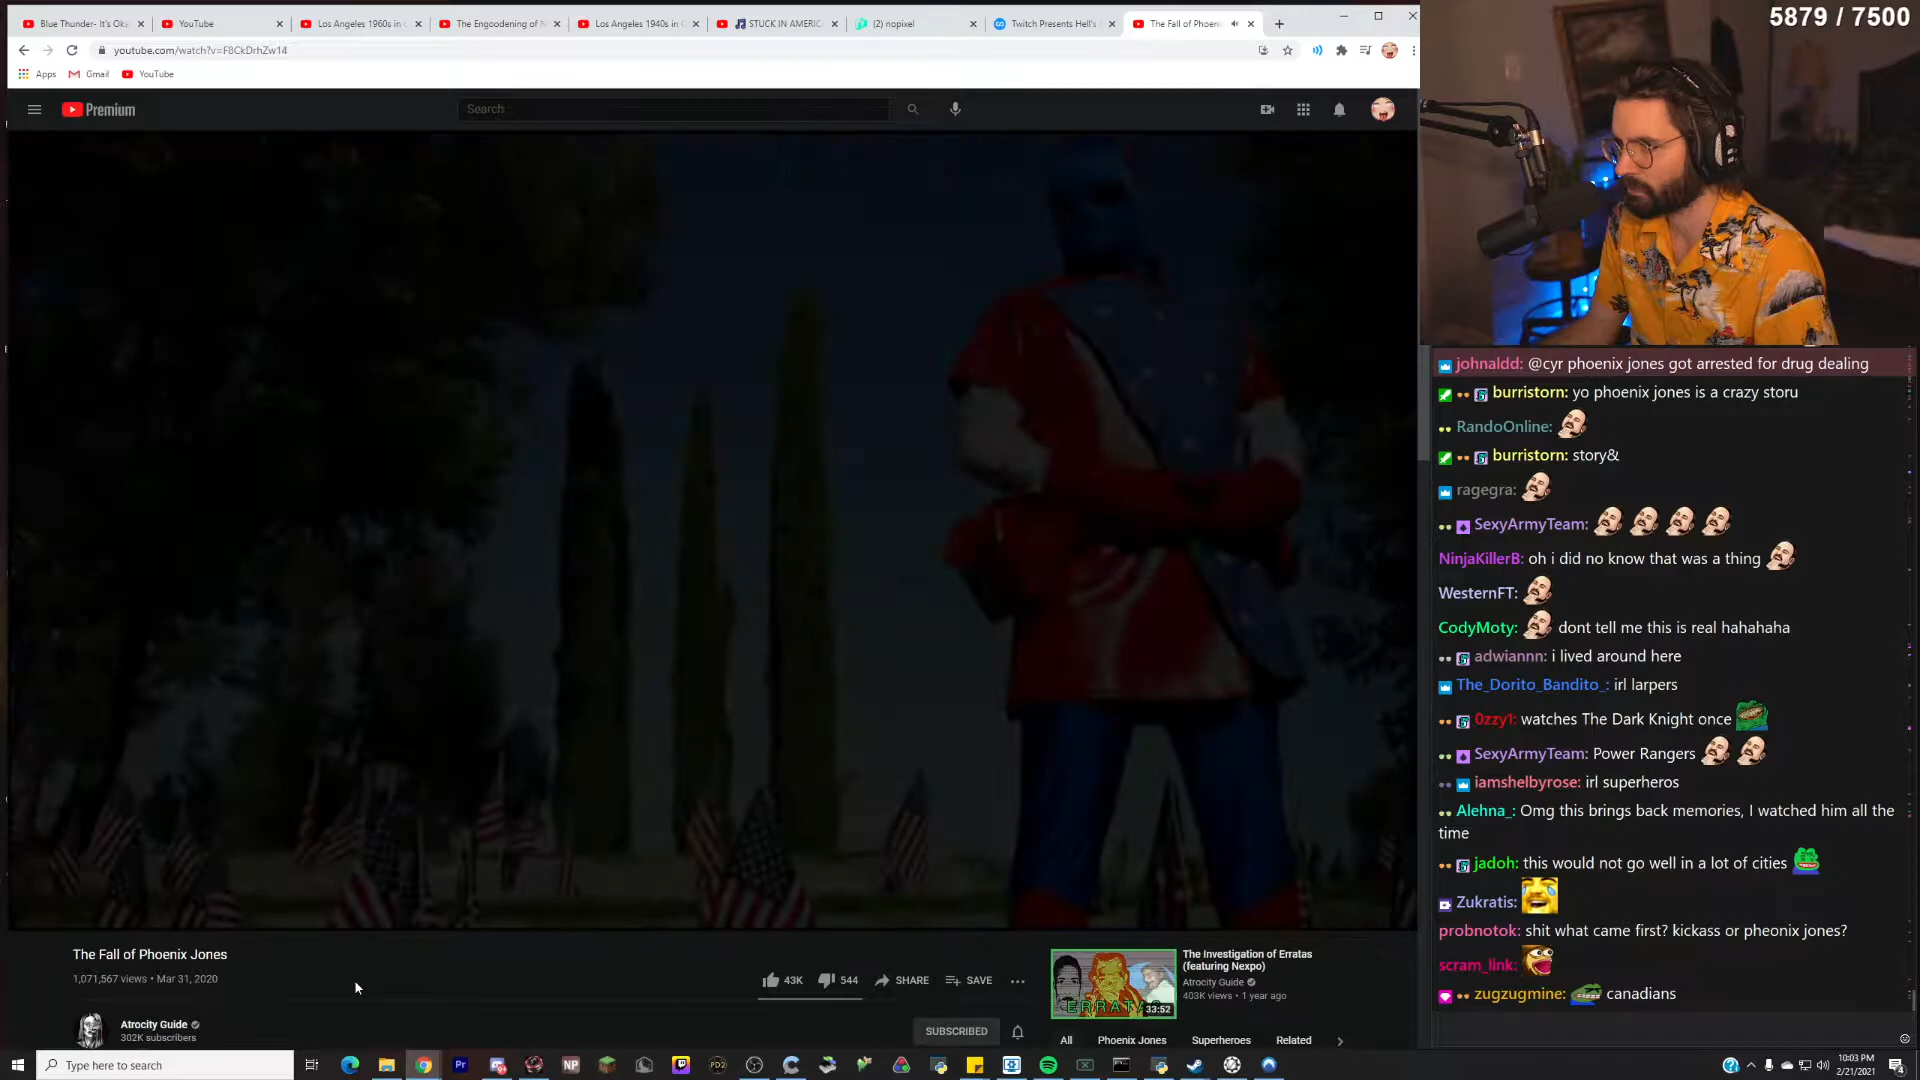 Blue Thunder- It's Oka
YouTube
Los Angeles 1960s in c
The Engoodening of N
Los Angeles 1940s in C
STUCK IN AMERIC
(2) nopixel
Twitch Presents Hell's
The Fall of Phoeni
5879 / 7500
youtube.com/watch?v=F8CkDrhZw14
Apps
Gmail
YouTube
Premium
Search
johnaldd: @cyr phoenix jones got arrested for drug dealing
burristorn: yo phoenix jones is a crazy storu
RandoOnline:
burristorn: story&
ragegra:
SexyArmyTeam:
NinjaKillerB: oh i did no know that was a thing
WesternFT:
CodyMoty: dont tell me this is real hahahaha
adwiannn: i lived around here
The_Dorito_Bandito_: irl larpers
0zzy1: watches The Dark Knight once
SexyArmyTeam: Power Rangers
iamshelbyrose: irl superheros
Alehna_: Omg this brings back memories, I watched him all the
time
jadoh: this would not go well in a lot of cities
Zukratis:
probnotok: shit what came first? kickass or pheonix jones?
scram_link:
zugzugmine: canadians
The Fall of Phoenix Jones
1,071,567 views • Mar 31, 2020
43K
544
SHARE
SAVE
Atrocity Guide
302K subscribers
SUBSCRIBED
ERRATAS
33:52
The Investigation of Erratas
(featuring Nexpo)
Atrocity Guide
403K views • 1 year ago
All
Phoenix Jones
Superheroes
Related
Type here to search
Pr
NP
PD2
10:03 PM
2/21/2021